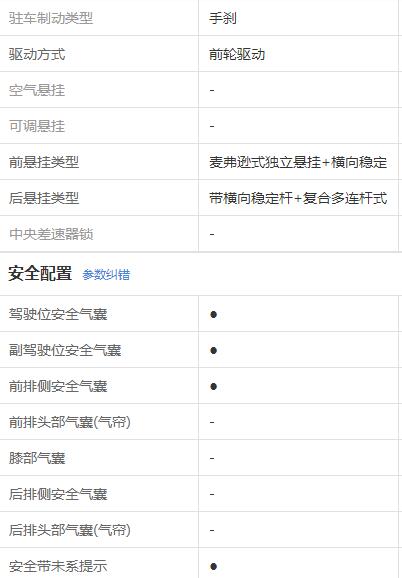 驻车制动类型 手刹
驱动方式 前轮驱动
空气悬挂 -
可调悬挂 -
前悬挂类型 麦弗逊式独立悬挂+横向稳定
后悬挂类型 带横向稳定杆+复合多连杆式
中央差速器锁 -
安全配置 参数纠错
驾驶位安全气囊 ●
副驾驶位安全气囊 ●
前排侧安全气囊 ●
前排头部气囊(气帘) -
膝部气囊 -
后排侧安全气囊 -
后排头部气囊(气帘) -
安全带未系提示 ●